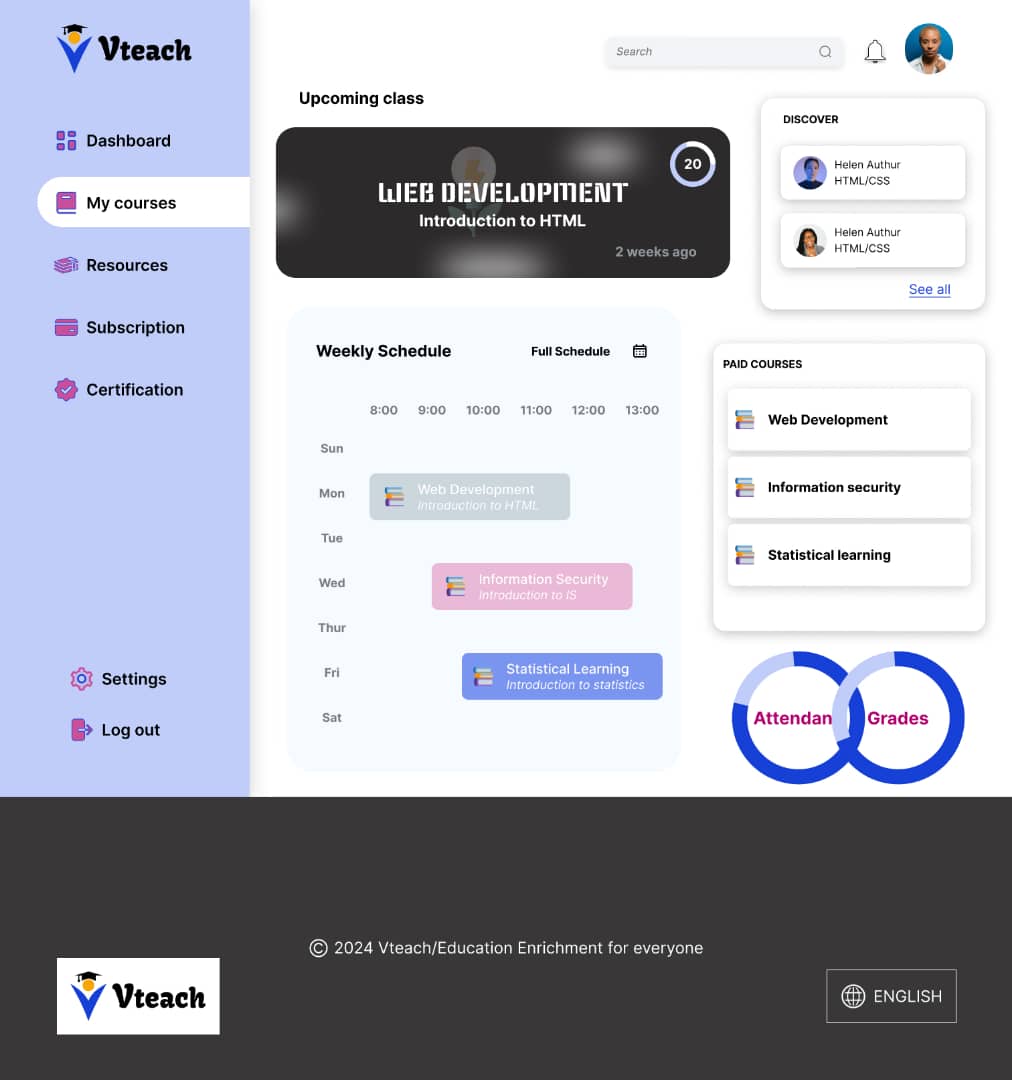 Vteach
Dashboard
My courses
Resources
Subscription
Certification
Settings
Log out
Search
Upcoming class
20
WEB DEVELOPMENT
Introduction to HTML
2 weeks ago
DISCOVER
Helen Authur
HTML/CSS
Helen Authur
HTML/CSS
See all
Weekly Schedule
Full Schedule
8:00 9:00 10:00 11:00 12:00 13:00
Sun
Mon
Web Development
Introduction to HTML
Tue
Wed
Information Security
Introduction to IS
Thur
Fri
Statistical Learning
Introduction to statistics
Sat
PAID COURSES
Web Development
Information security
Statistical learning
Attendan
Grades
© 2024 Vteach/Education Enrichment for everyone
Vteach
ENGLISH